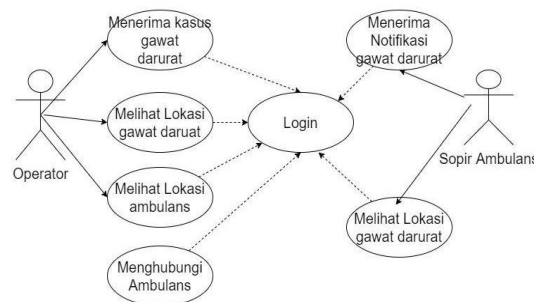 Menerima kasus
gawat
darurat
Menerima
Notifikasi
gawat darurat
Melihat Lokasi
gawat daruat
Login
Operator
Sopir Ambulans
Melihat Lokasi
ambulans
Melihat Lokasi
gawat darurat
Menghubungi
Ambulans